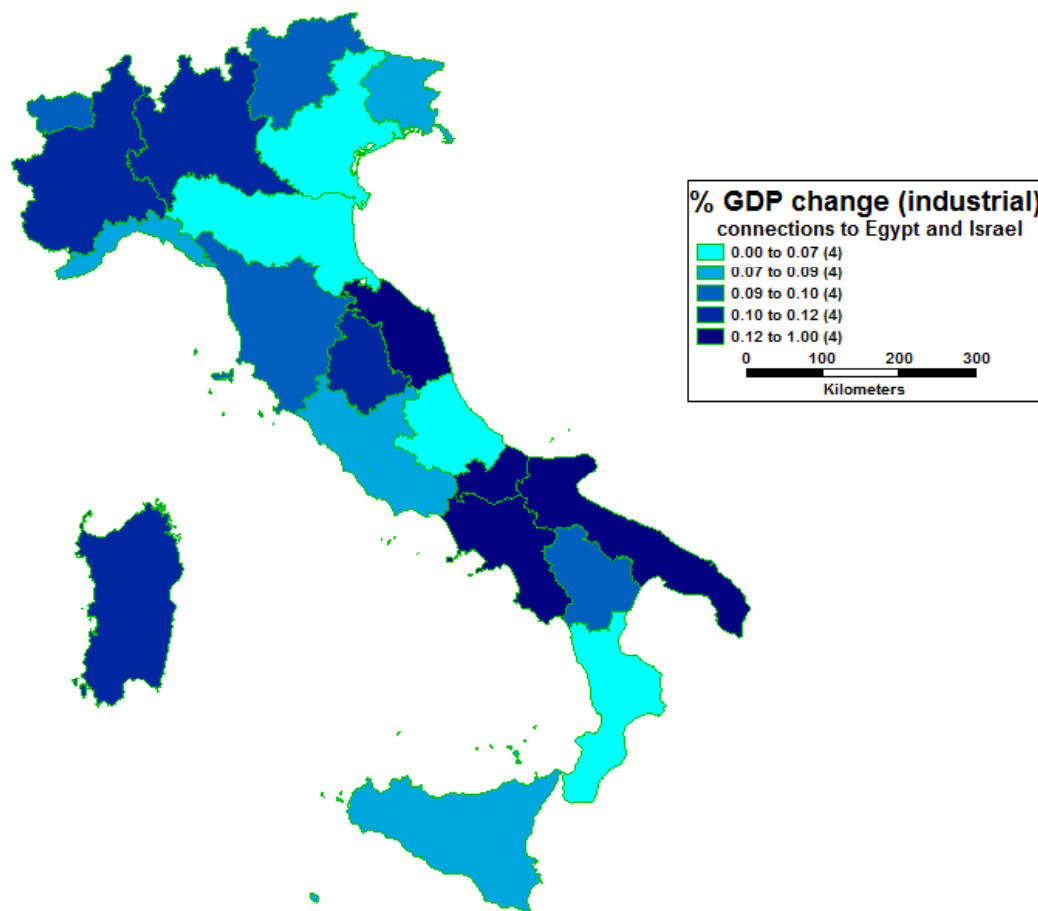 % GDP change (industrial)
connections to Egypt and Israel
0.00 to 0.07 (4)
0.07 to 0.09 (4)
0.09 to 0.10 (4)
0.10 to 0.12 (4)
0.12 to 1.00 (4)
0 100 200 300
Kilometers